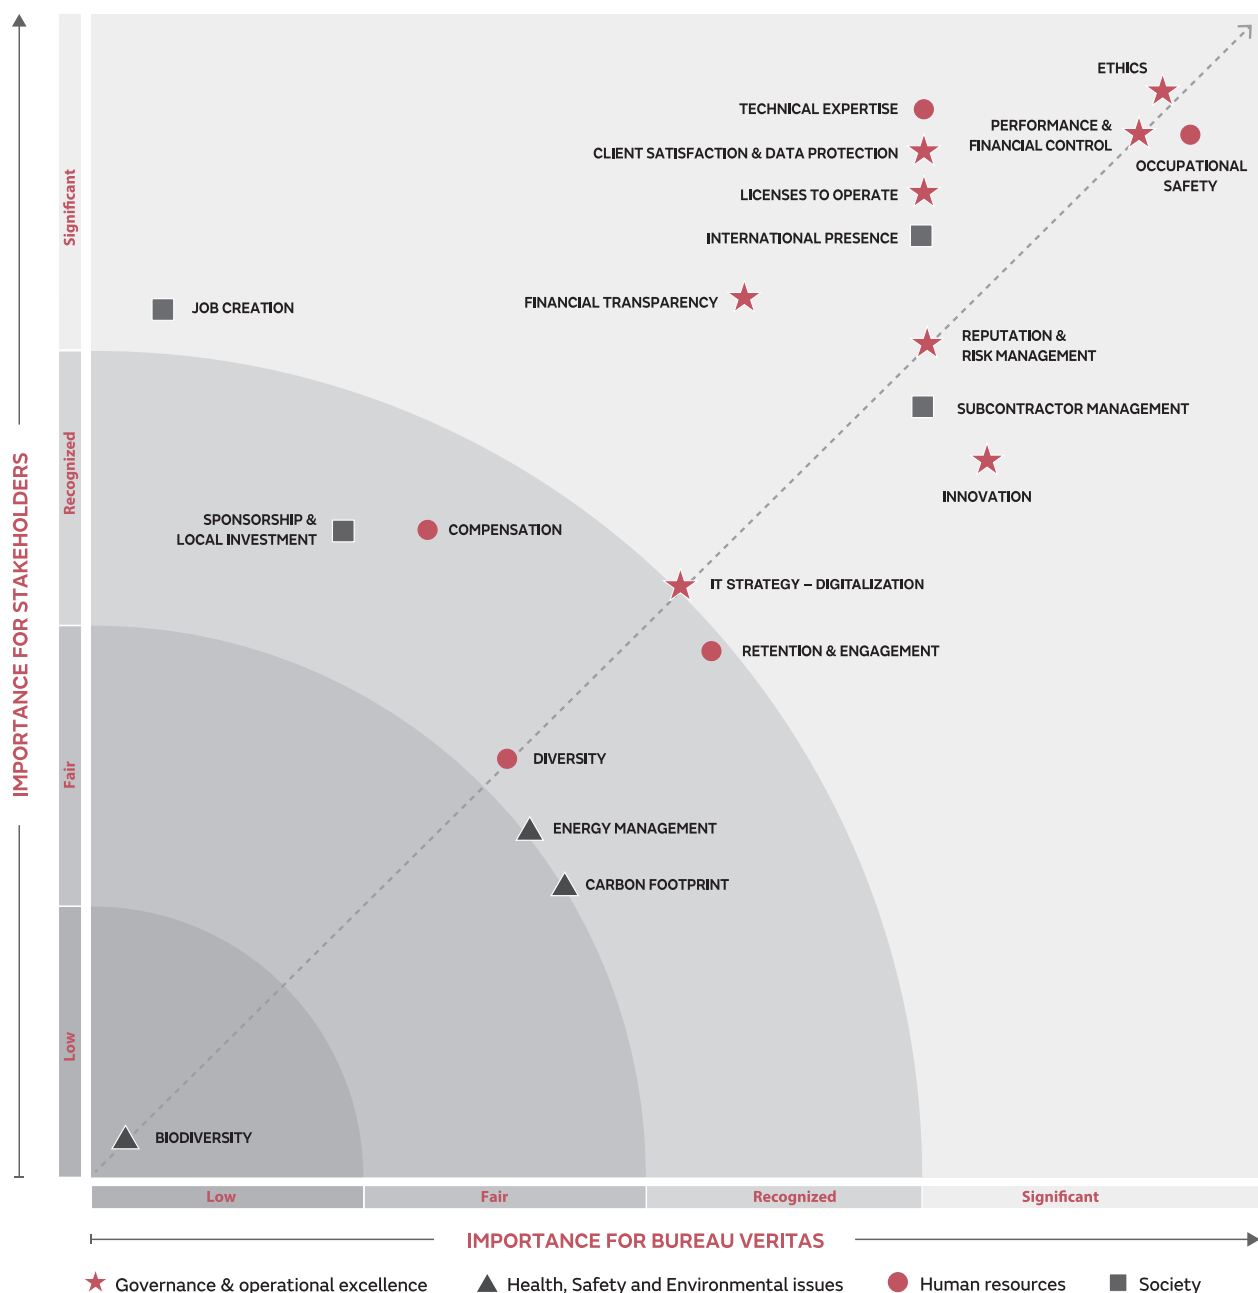 ETHICS
TECHNICAL EXPERTISE
PERFORMANCE &
FINANCIAL CONTROL
CLIENT SATISFACTION & DATA PROTECTION
OCCUPATIONAL
SAFETY
LICENSES TO OPERATE
INTERNATIONAL PRESENCE
FINANCIAL TRANSPARENCY
JOB CREATION
REPUTATION &
RISK MANAGEMENT
SUBCONTRACTOR MANAGEMENT
INNOVATION
SPONSORSHIP &
LOCAL INVESTMENT
COMPENSATION
IT STRATEGY – DIGITALIZATION
RETENTION & ENGAGEMENT
DIVERSITY
ENERGY MANAGEMENT
CARBON FOOTPRINT
BIODIVERSITY
IMPORTANCE FOR STAKEHOLDERS
Significant
Recognized
Fair
Low
Low
Fair
Recognized
Significant
IMPORTANCE FOR BUREAU VERITAS
Governance & operational excellence
Health, Safety and Environmental issues
Human resources
Society